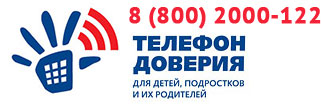 8 (800) 2000-122
ТЕЛЕФОН
ДОВЕРИЯ
ДЛЯ ДЕТЕЙ, ПОДРОСТКОВ
И ИХ РОДИТЕЛЕЙ